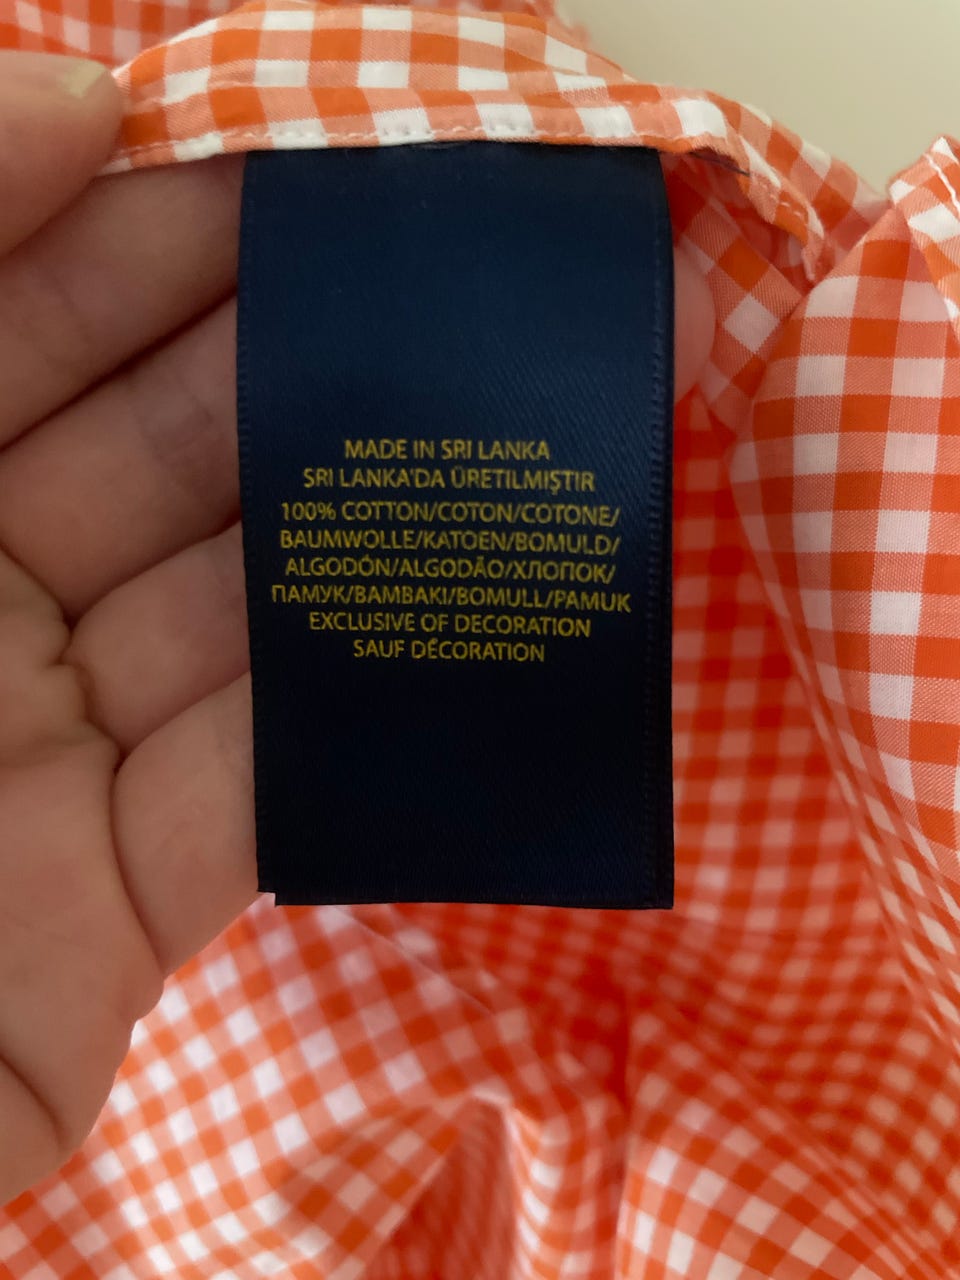 MADE IN SRI LANKA
SRI LANKA'DA ÜRETILMIŞTIR
100% COTTON/COTON/COTONE/
BAUMWOLLE/KATOEN/BOMULD/
ALGODÓN/ALGODÃO/ХЛОПОК/
ПАМУК/BAMBAKI/BOMULL/PAMUK
EXCLUSIVE OF DECORATION
SAUF DÉCORATION